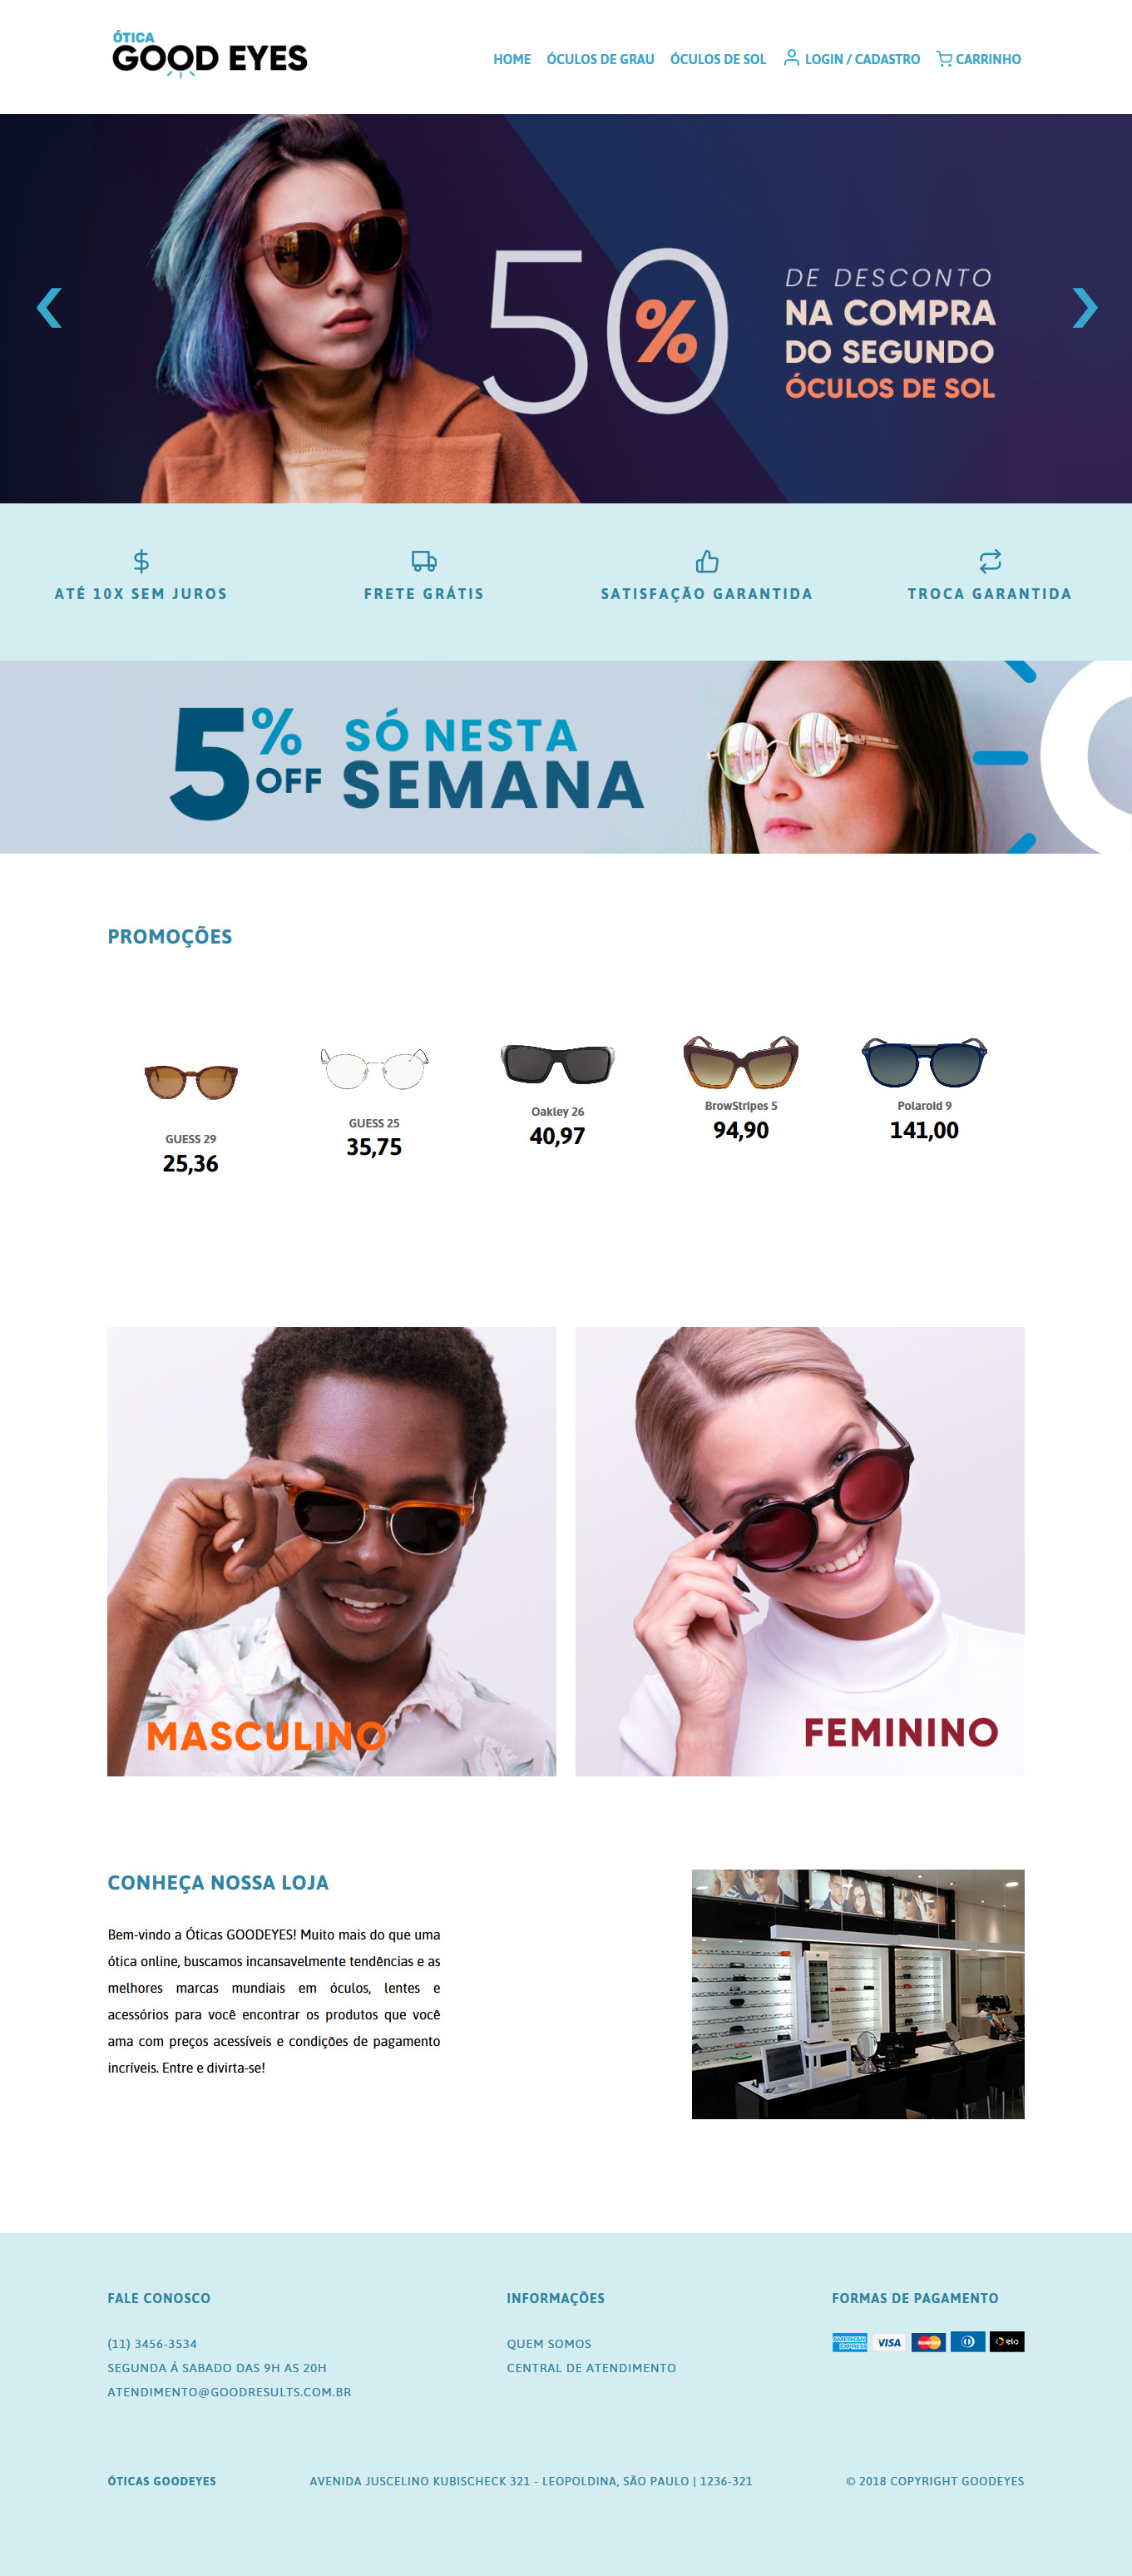 ÓTICA
GOOD EYES
HOME
ÓCULOS DE GRAU
ÓCULOS DE SOL
LOGIN / CADASTRO
CARRINHO
50%
DE DESCONTO
NA COMPRA
DO SEGUNDO
ÓCULOS DE SOL
ATÉ 10X SEM JUROS
FRETE GRÁTIS
SATISFAÇÃO GARANTIDA
TROCA GARANTIDA
5% OFF
SÓ NESTA
SEMANA
PROMOÇÕES
GUESS 29
25,36
GUESS 25
35,75
Oakley 26
40,97
BrowStripes 5
94,90
Polaroid 9
141,00
MASCULINO
FEMININO
CONHEÇA NOSSA LOJA
Bem-vindo a Óticas GOODEYES! Muito mais do que uma
ótica online, buscamos incansavelmente tendências e as
melhores marcas mundiais em óculos, lentes e
acessórios para você encontrar os produtos que você
ama com preços acessíveis e condições de pagamento
incríveis. Entre e divirta-se!
FALE CONOSCO
(11) 3456-3534
SEGUNDA Á SABADO DAS 9H AS 20H
ATENDIMENTO@GOODRESULTS.COM.BR
INFORMAÇÕES
QUEM SOMOS
CENTRAL DE ATENDIMENTO
FORMAS DE PAGAMENTO
AMERICAN EXPRESS
VISA
MasterCard
elo
ÓTICAS GOODEYES
AVENIDA JUSCELINO KUBISCHECK 321 - LEOPOLDINA, SÃO PAULO | 1236-321
© 2018 COPYRIGHT GOODEYES